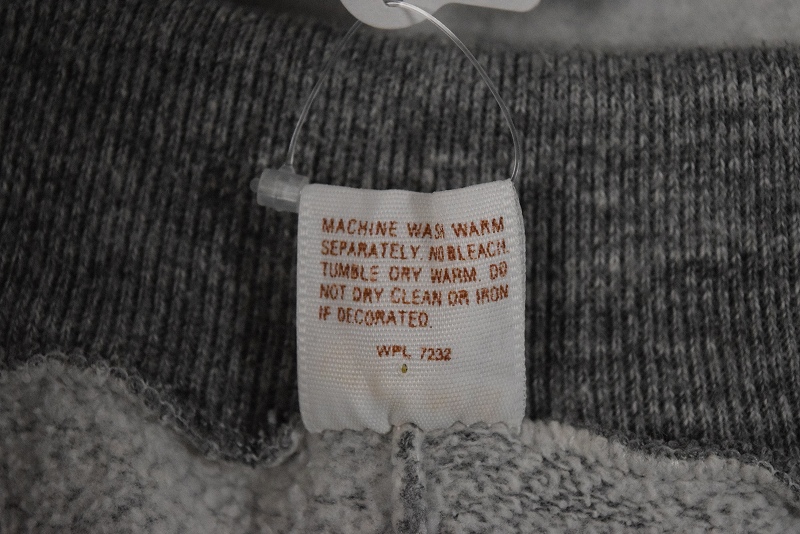 MACHINE WASH WARM
SEPARATELY. NO BLEACH.
TUMBLE DRY WARM. DO
NOT DRY CLEAN OR IRON
IF DECORATED.
WPL 7232